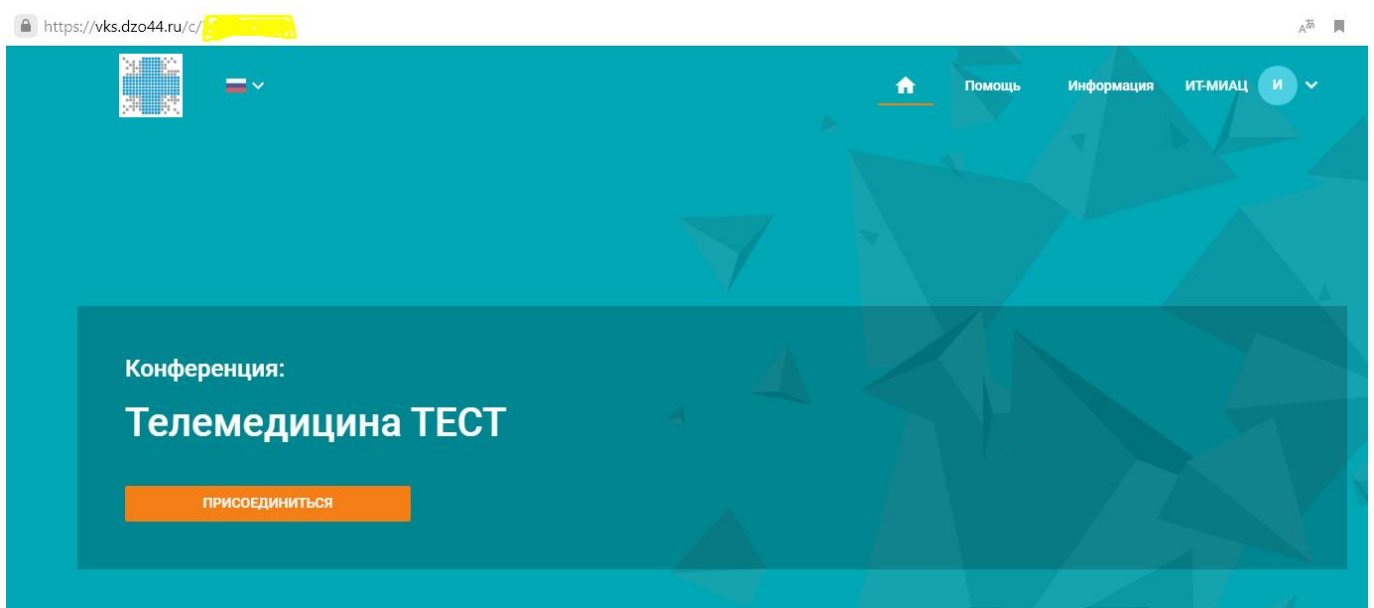 https://vks.dzo44.ru/c/
Помощь Информация ИТ-МИАЦ И
Конференция:
Телемедицина ТЕСТ
ПРИСОЕДИНИТЬСЯ